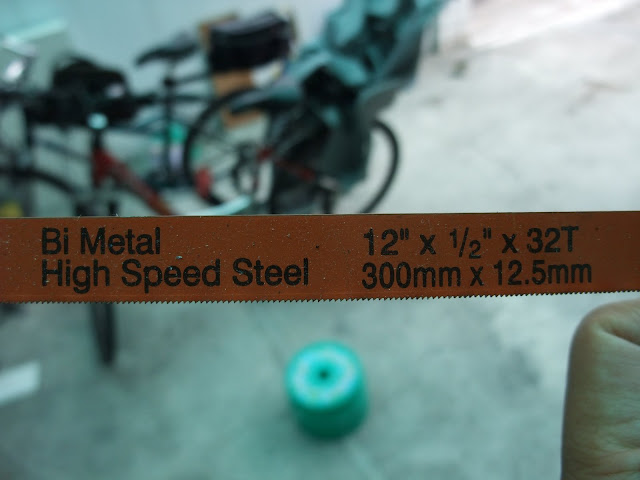 Bi Metal
High Speed Steel
12" x 1/2" x 32T
300mm x 12.5mm